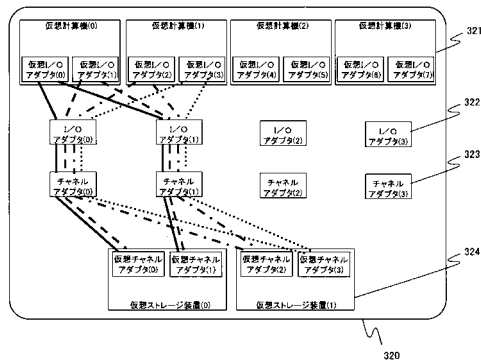 仮想計算機(0)
仮想計算機(1)
仮想計算機(2)
仮想計算機(3)
321
仮想I/O
アダプタ(0)
仮想I/O
アダプタ(1)
仮想I/O
アダプタ(2)
仮想I/O
アダプタ(3)
仮想I/O
アダプタ(4)
仮想I/O
アダプタ(5)
仮想I/O
アダプタ(6)
仮想I/O
アダプタ(7)
322
I/O
アダプタ(0)
I/O
アダプタ(1)
I/O
アダプタ(2)
I/O
アダプタ(3)
323
チャネル
アダプタ(0)
チャネル
アダプタ(1)
チャネル
アダプタ(2)
チャネル
アダプタ(3)
324
仮想チャネル
アダプタ(0)
仮想チャネル
アダプタ(1)
仮想チャネル
アダプタ(2)
仮想チャネル
アダプタ(3)
仮想ストレージ装置(0)
仮想ストレージ装置(1)
320